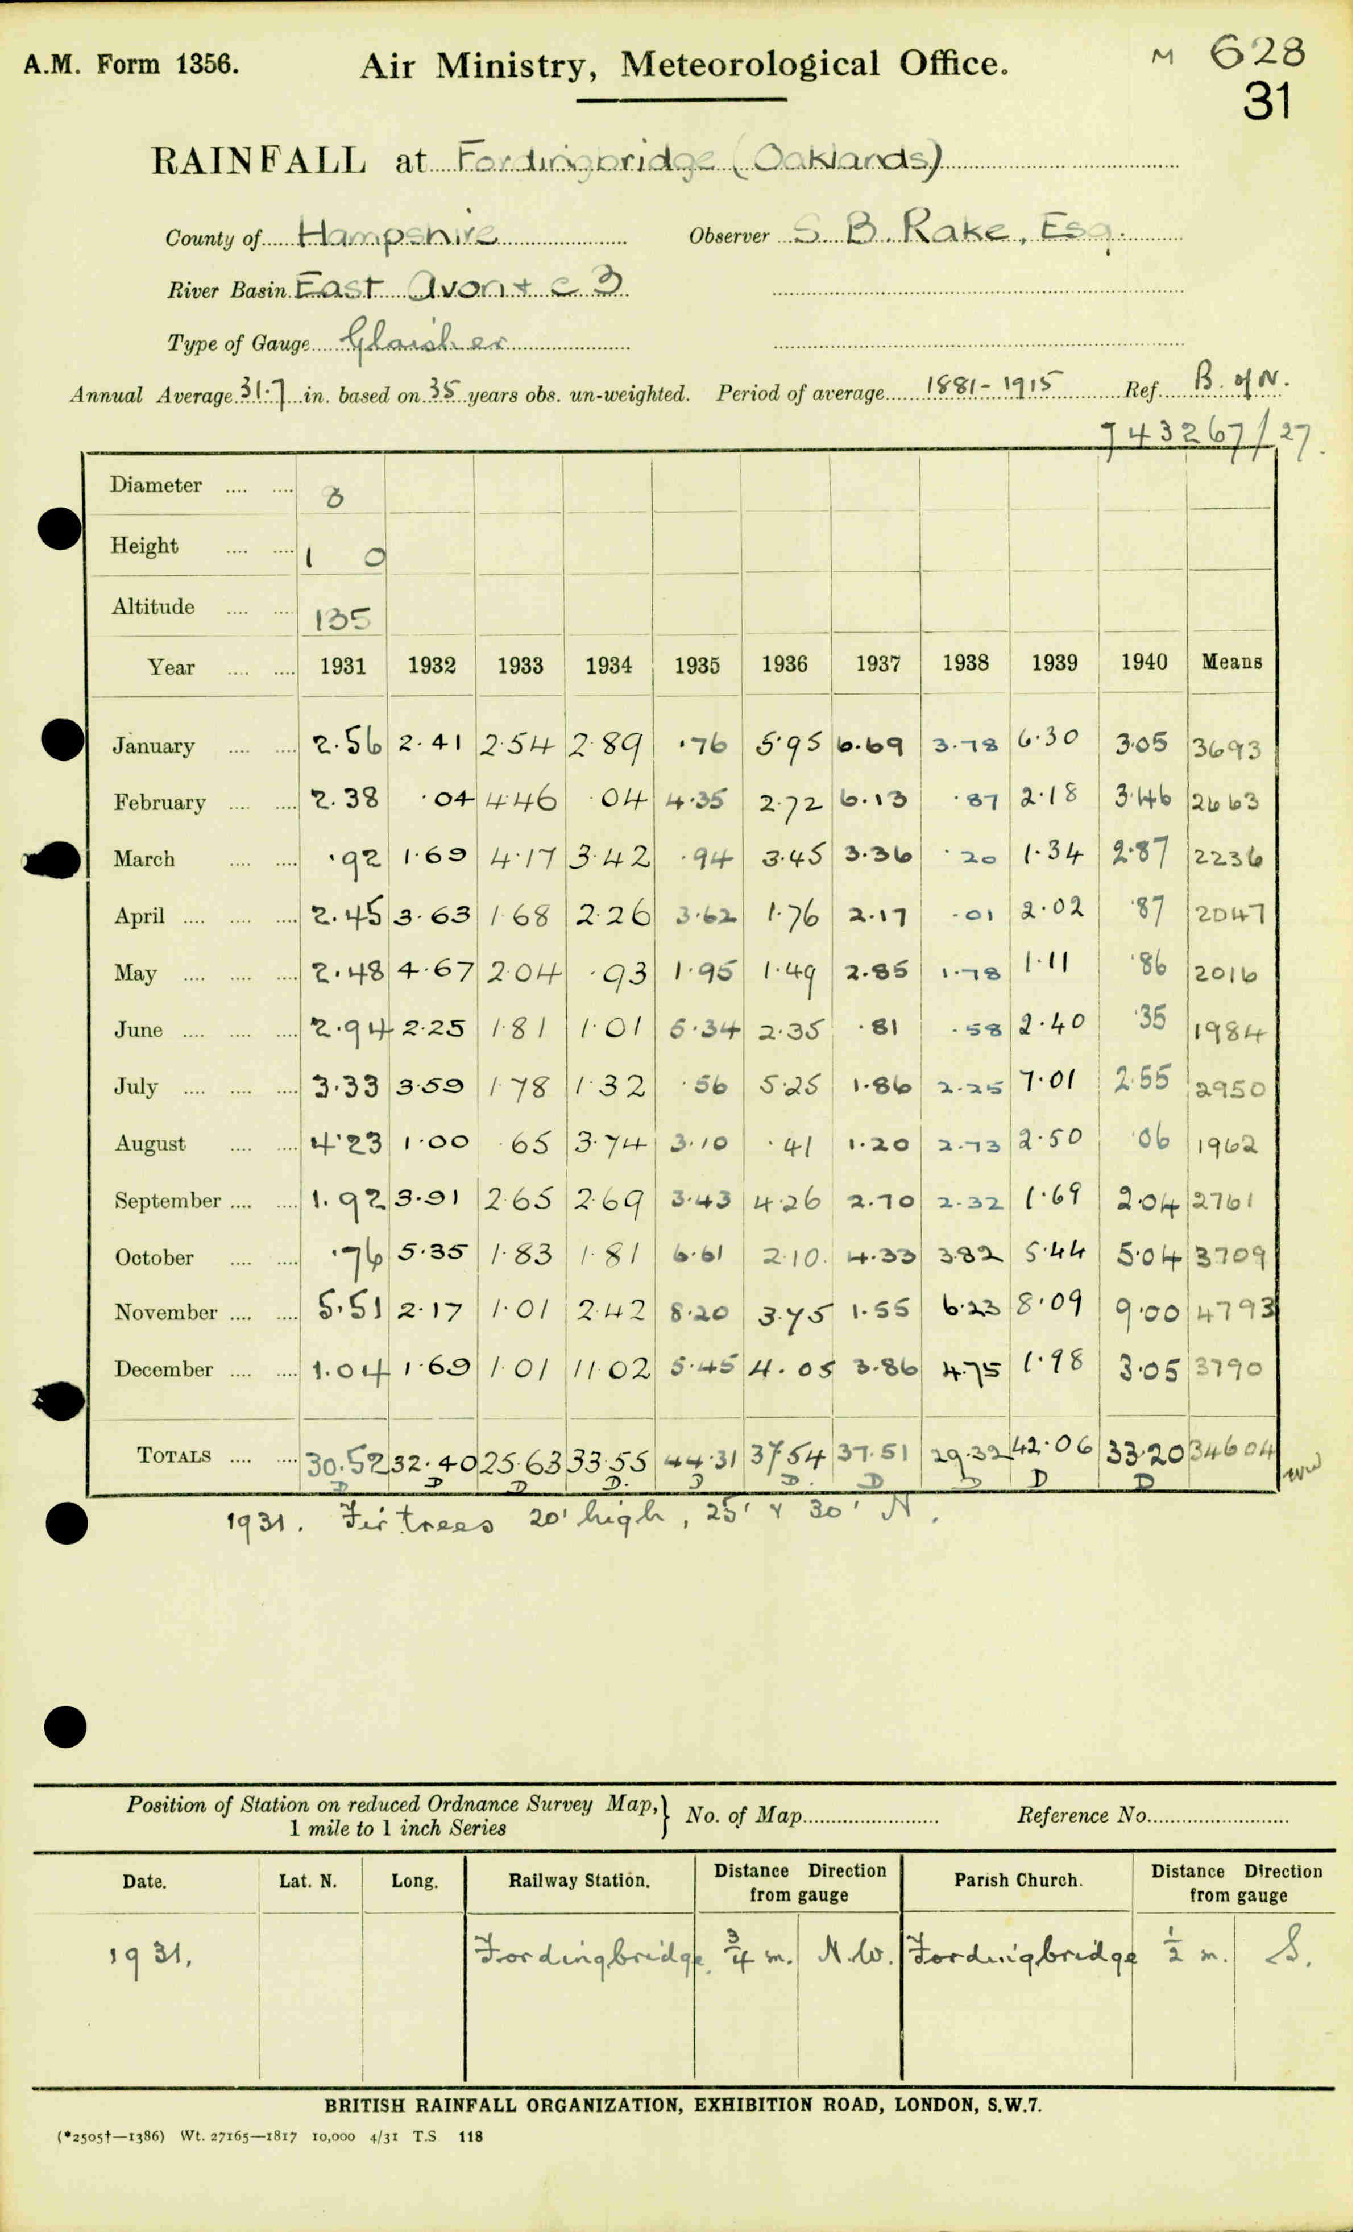 A.M. Form 1356.
Air Ministry, Meteorological Office.
M 628
31
RAINFALL at Fordingbridge (Oaklands)
County of Hampshire Observer S. B. Rake, Esq.
River Basin East Avon + c 3
Type of Gauge Glaisher
Annual Average 31.7 in. based on 35 years obs. un-weighted. Period of average 1881-1915 Ref. B. of N.
743267/27.
Diameter .... .... 8
Height .... .... 1 0
Altitude .... .... 135
Year .... .... 1931 1932 1933 1934 1935 1936 1937 1938 1939 1940 Means
January .... .... 2.56 2.41 2.54 2.89 .76 5.95 6.69 3.78 6.30 3.05 3693
February .... .... 2.38 .04 4.46 .04 4.35 2.72 6.13 .87 2.18 3.46 2663
March .... .... .92 1.69 4.17 3.42 .94 3.45 3.36 .20 1.34 2.87 2236
April .... .... .... 2.45 3.63 1.68 2.26 3.62 1.76 2.17 .01 2.02 .87 2047
May .... .... .... 2.48 4.67 2.04 .93 1.95 1.49 2.85 1.78 1.11 .86 2016
June .... .... .... 2.94 2.25 1.81 1.01 5.34 2.35 .81 .58 2.40 .35 1984
July .... .... .... 3.33 3.59 1.78 1.32 .56 5.25 1.86 2.25 7.01 2.55 2950
August .... .... 4.23 1.00 .65 3.74 3.10 .41 1.20 2.73 2.50 .06 1962
September .... .... 1.92 3.91 2.65 2.69 3.43 4.26 2.70 2.32 1.69 2.04 2761
October .... .... .76 5.35 1.83 1.81 6.61 2.10. 4.33 3.82 5.44 5.04 3709
November .... .... 5.51 2.17 1.01 2.42 8.20 3.75 1.55 6.23 8.09 9.00 4793
December .... .... 1.04 1.69 1.01 11.02 5.45 4.05 3.86 4.75 1.98 3.05 3790
TOTALS .... .... 30.52 32.40 25.63 33.55 44.31 37.54 37.51 29.32 42.06 33.20 34604
D D D D. D D. D D D D
1931. Fir trees 20' high, 25' & 30' N.
Position of Station on reduced Ordnance Survey Map,} No. of Map Reference No.
1 mile to 1 inch Series
Date. Lat. N. Long. Railway Station. Distance Direction from gauge Parish Church. Distance Direction from gauge
1931. Fordingbridge. 3/4 m. N.W. Fordingbridge 1/2 m. S.
BRITISH RAINFALL ORGANIZATION, EXHIBITION ROAD, LONDON, S.W.7.
(*2505†—1386) Wt. 27165—1817 10,000 4/31 T.S 118